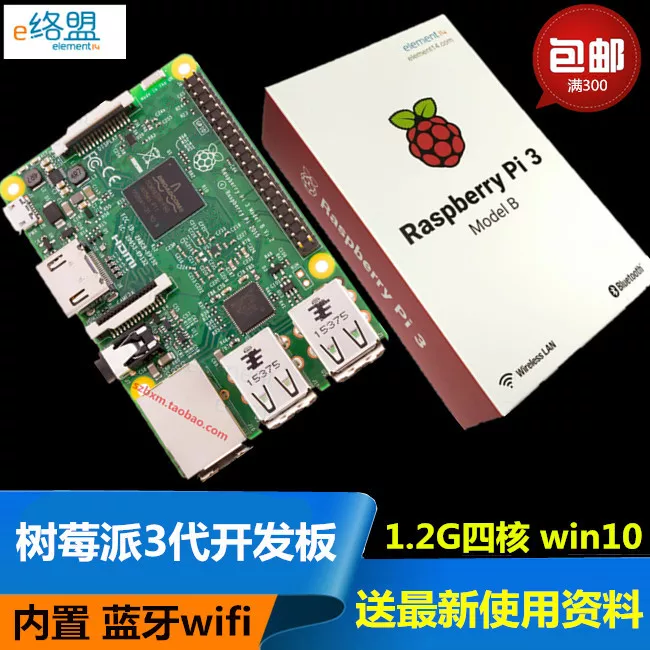 e络盟
element14
包邮
满300
element14
element14.com
Raspberry Pi 3
Model B
Raspberry Pi 3
Bluetooth
Wireless LAN
HDMI
15375
15375
szbxm.taobao.com
树莓派3代开发板
1.2G四核 win10
内置 蓝牙wifi
送最新使用资料